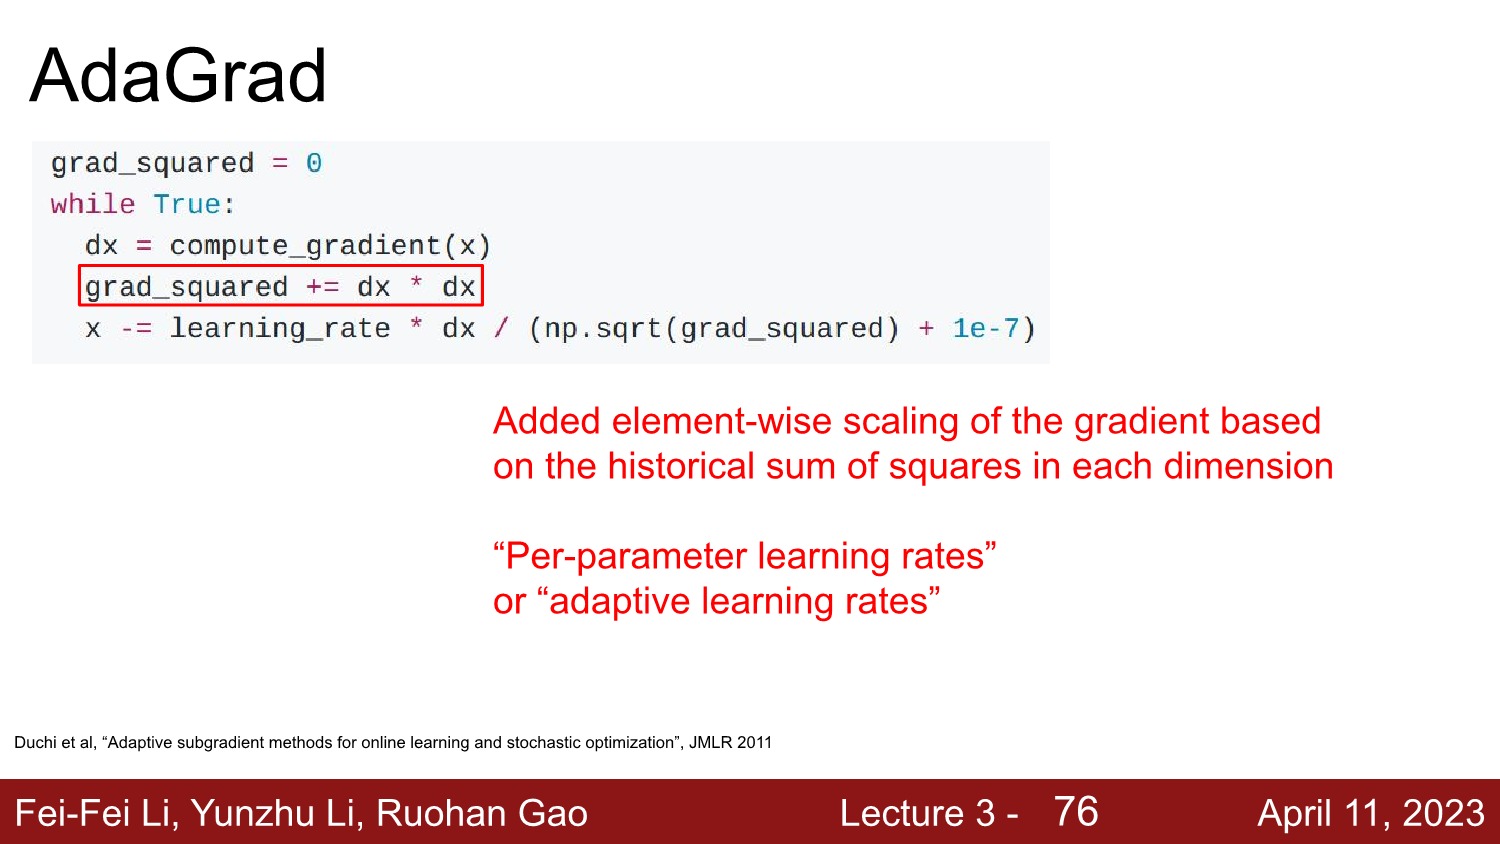 AdaGrad
grad_squared = 0
while True:
  dx = compute_gradient(x)
  grad_squared += dx * dx
  x -= learning_rate * dx / (np.sqrt(grad_squared) + 1e-7)
Added element-wise scaling of the gradient based
on the historical sum of squares in each dimension
“Per-parameter learning rates”
or “adaptive learning rates”
Duchi et al, “Adaptive subgradient methods for online learning and stochastic optimization”, JMLR 2011
Fei-Fei Li, Yunzhu Li, Ruohan Gao Lecture 3 - 76 April 11, 2023